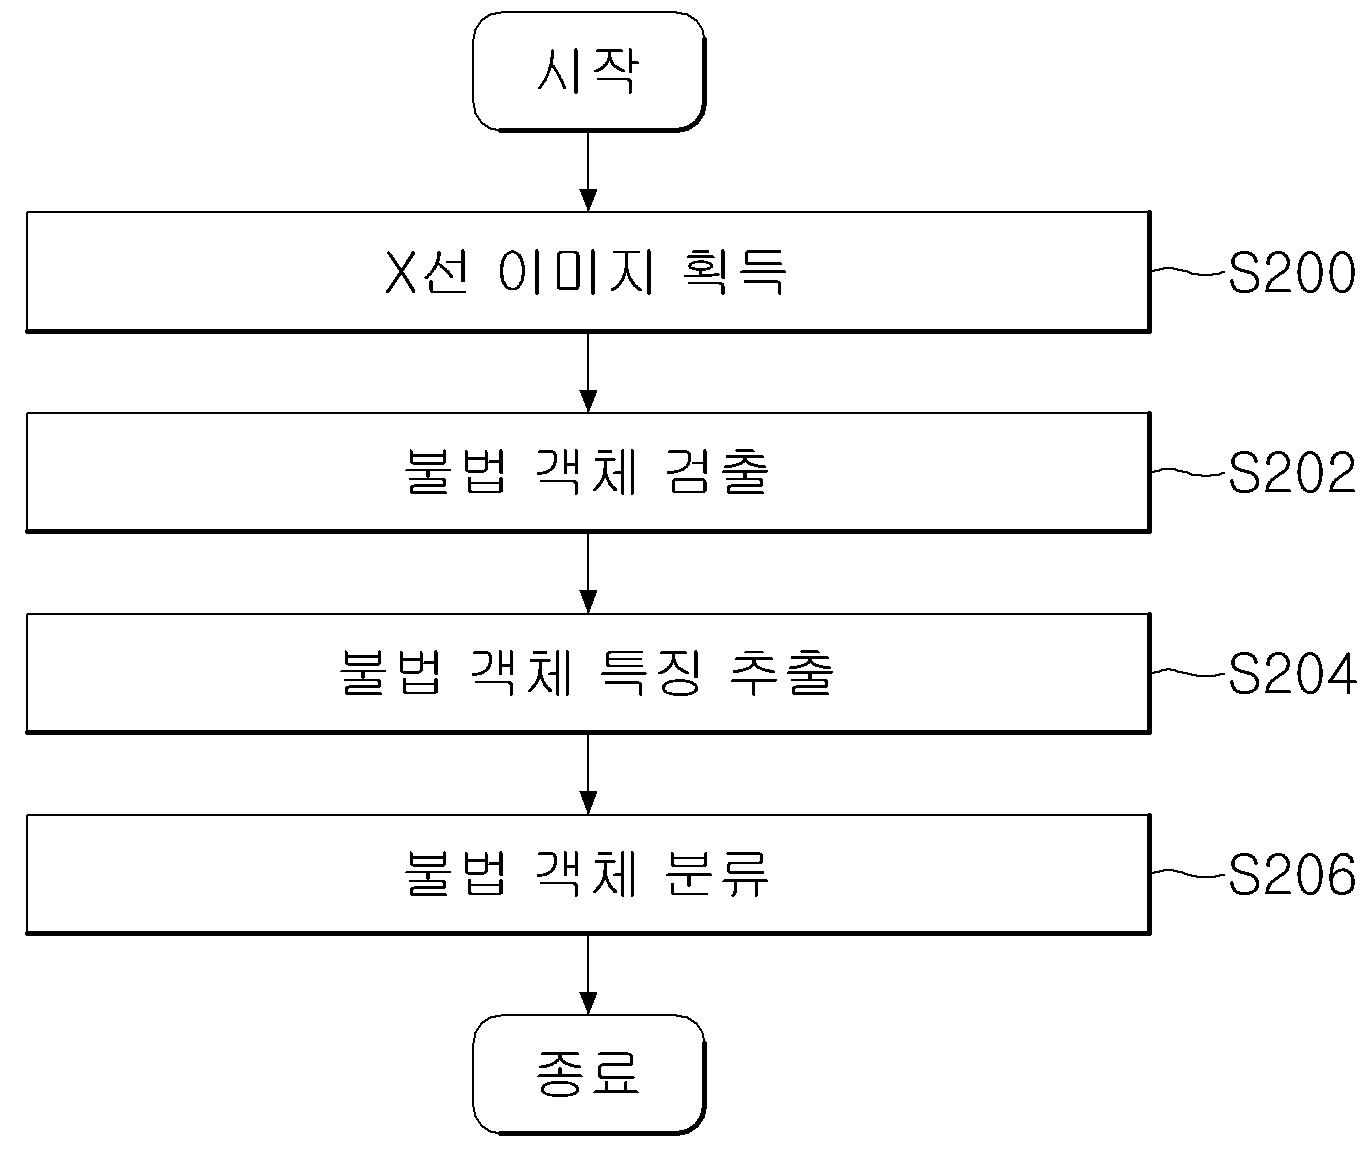 시작
X선 이미지 획득
S200
불법 객체 검출
S202
불법 객체 특징 추출
S204
불법 객체 분류
S206
종료